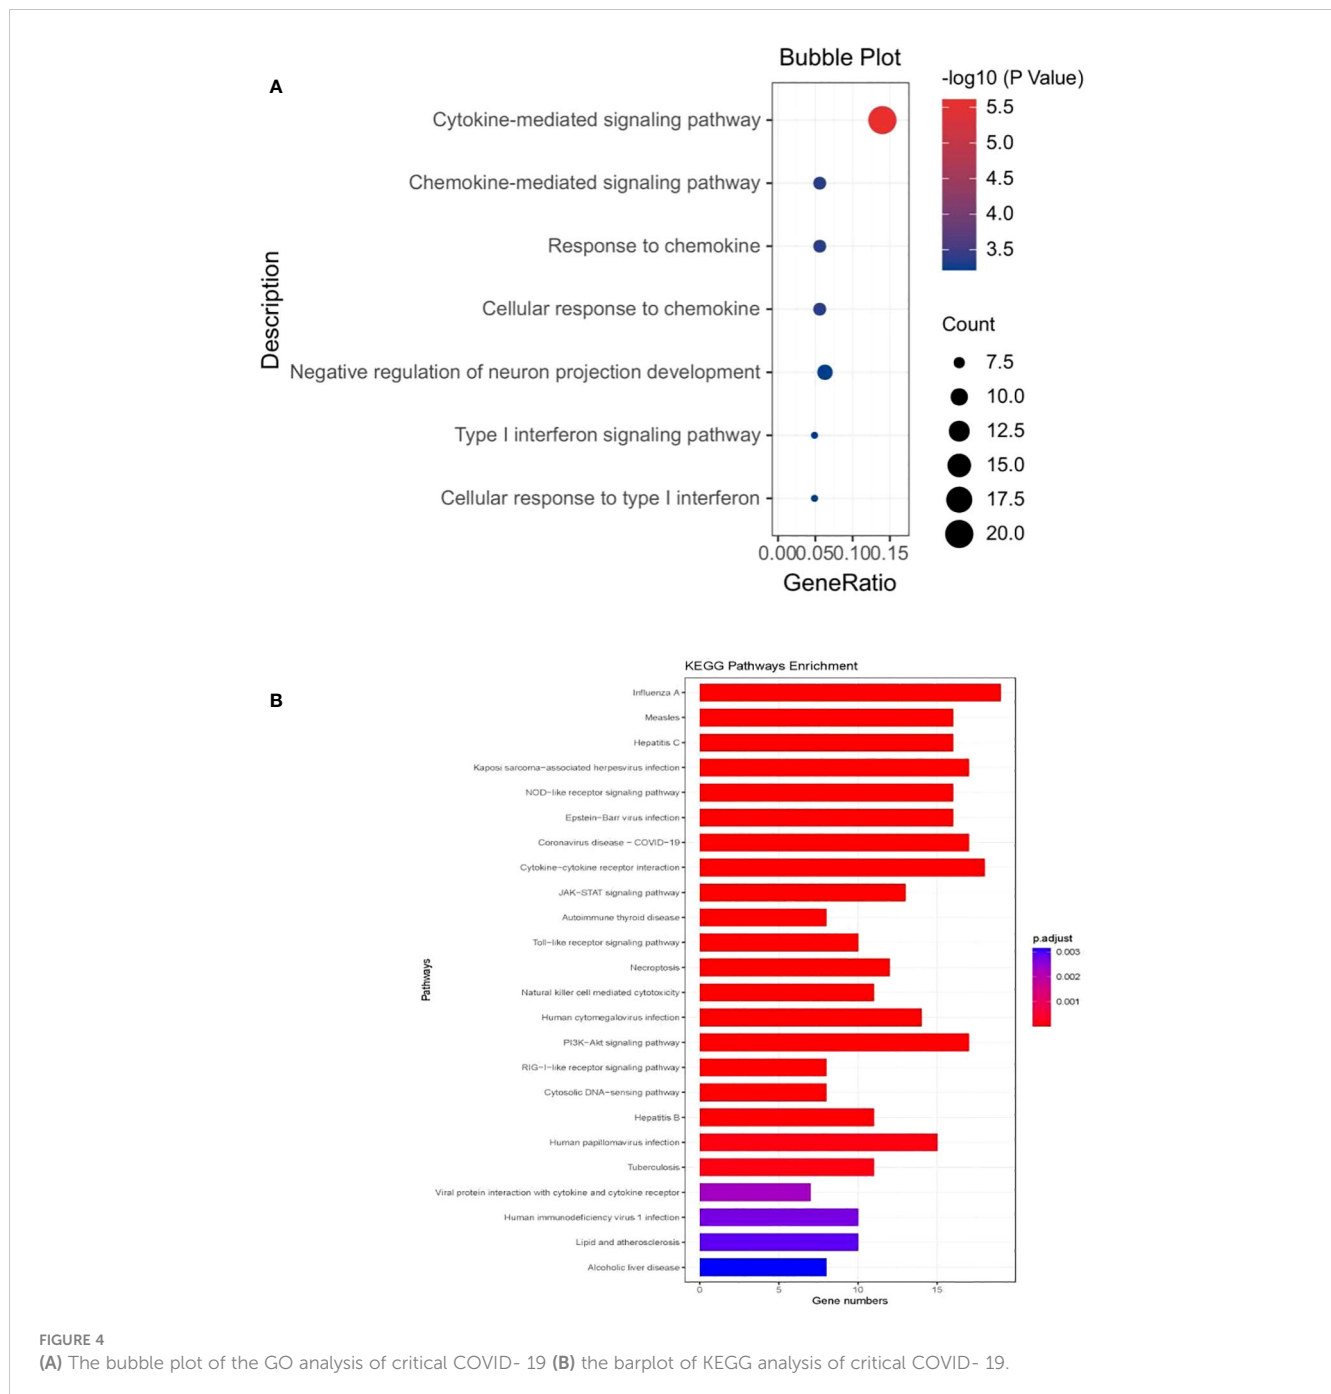 A
Bubble Plot
Description
Cytokine-mediated signaling pathway
Chemokine-mediated signaling pathway
Response to chemokine
Cellular response to chemokine
Negative regulation of neuron projection development
Type I interferon signaling pathway
Cellular response to type I interferon
0.00 0.05 0.10 0.15
GeneRatio
-log10 (P Value)
5.5
5.0
4.5
4.0
3.5
Count
7.5
10.0
12.5
15.0
17.5
20.0
B
KEGG Pathways Enrichment
Pathways
Influenza A
Measles
Hepatitis C
Kaposi sarcoma-associated herpesvirus infection
NOD-like receptor signaling pathway
Epstein-Barr virus infection
Coronavirus disease - COVID-19
Cytokine-cytokine receptor interaction
JAK-STAT signaling pathway
Autoimmune thyroid disease
Toll-like receptor signaling pathway
Necroptosis
Natural killer cell mediated cytotoxicity
Human cytomegalovirus infection
PI3K-Akt signaling pathway
RIG-I-like receptor signaling pathway
Cytosolic DNA-sensing pathway
Hepatitis B
Human papillomavirus infection
Tuberculosis
Viral protein interaction with cytokine and cytokine receptor
Human immunodeficiency virus 1 infection
Lipid and atherosclerosis
Alcoholic liver disease
0 5 10 15
Gene numbers
p.adjust
0.003
0.002
0.001
FIGURE 4
(A) The bubble plot of the GO analysis of critical COVID- 19 (B) the barplot of KEGG analysis of critical COVID- 19.